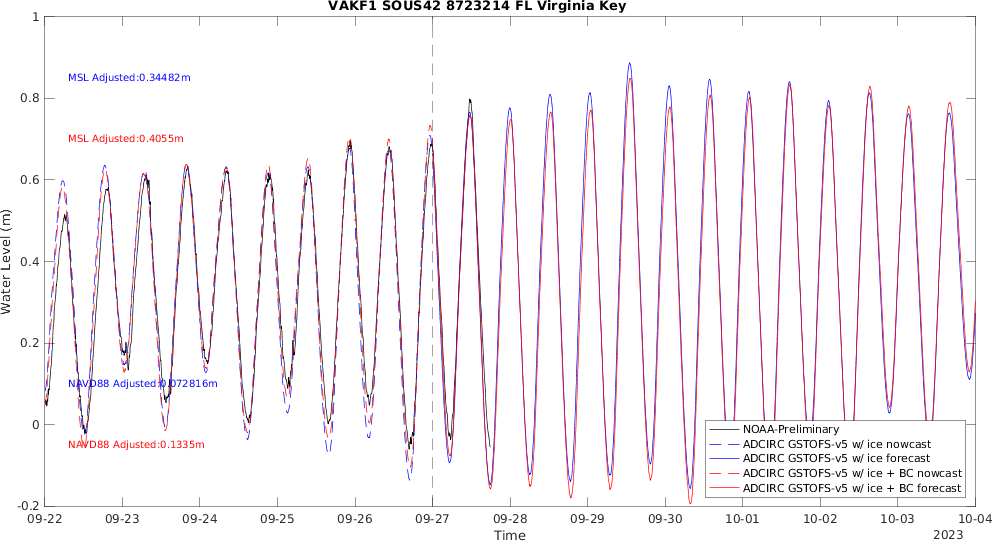 VAKF1 SOUS42 8723214 FL Virginia Key
Water Level (m)
1
0.8
0.6
0.4
0.2
0
-0.2
MSL Adjusted:0.34482m
MSL Adjusted:0.4055m
NAVD88 Adjusted:0.072816m
NAVD88 Adjusted:0.1335m
NOAA-Preliminary
ADCIRC GSTOFS-v5 w/ ice nowcast
ADCIRC GSTOFS-v5 w/ ice forecast
ADCIRC GSTOFS-v5 w/ ice + BC nowcast
ADCIRC GSTOFS-v5 w/ ice + BC forecast
09-22 09-23 09-24 09-25 09-26 09-27 09-28 09-29 09-30 10-01 10-02 10-03 10-04
Time
2023